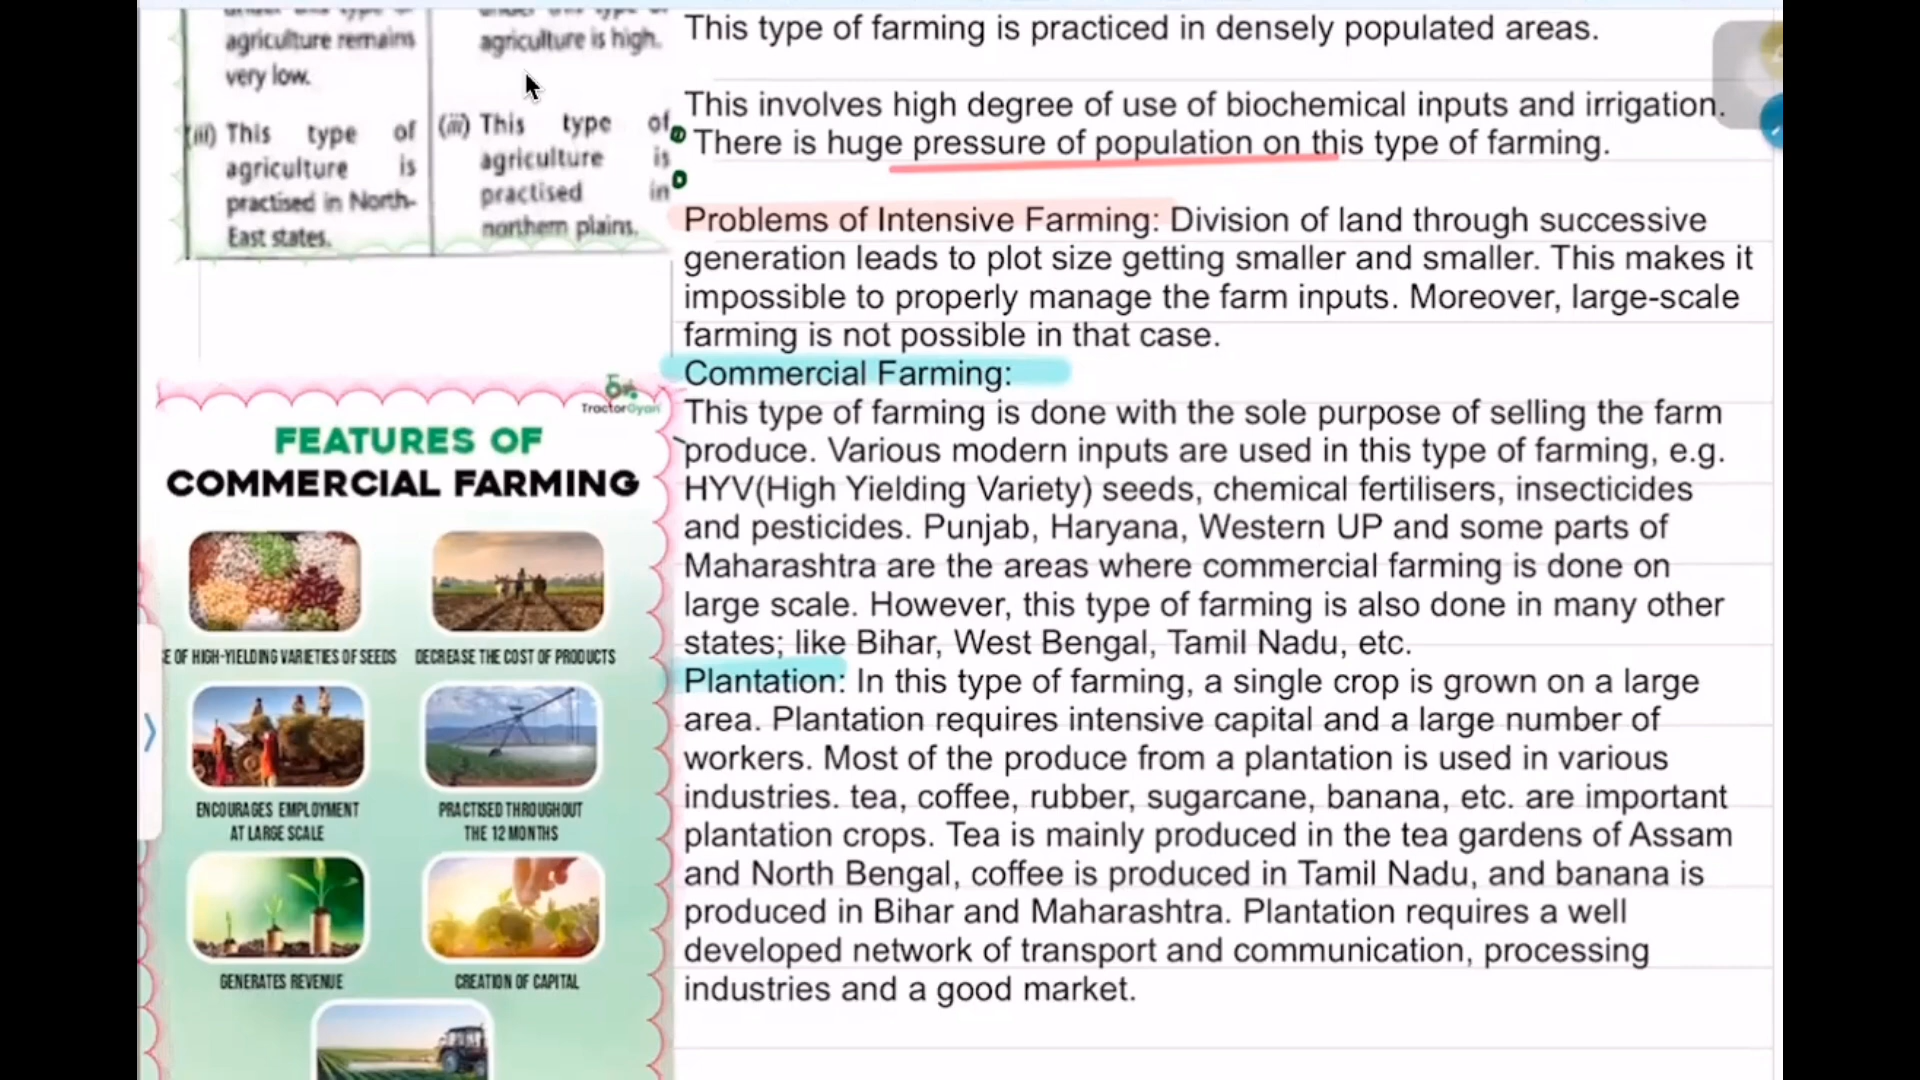 agriculture remains
very low.
(iii) This type of
agriculture is
practised in North-
East states.
agriculture is high.
(iii) This type of
agriculture is
practised in
northern plains.
TractorGyan
FEATURES OF
COMMERCIAL FARMING
E OF HIGH-YIELDING VARIETIES OF SEEDS
DECREASE THE COST OF PRODUCTS
ENCOURAGES EMPLOYMENT
AT LARGE SCALE
PRACTISED THROUGHOUT
THE 12 MONTHS
GENERATES REVENUE
CREATION OF CAPITAL
This type of farming is practiced in densely populated areas.
This involves high degree of use of biochemical inputs and irrigation.
There is huge pressure of population on this type of farming.
Problems of Intensive Farming: Division of land through successive
generation leads to plot size getting smaller and smaller. This makes it
impossible to properly manage the farm inputs. Moreover, large-scale
farming is not possible in that case.
Commercial Farming:
This type of farming is done with the sole purpose of selling the farm
produce. Various modern inputs are used in this type of farming, e.g.
HYV(High Yielding Variety) seeds, chemical fertilisers, insecticides
and pesticides. Punjab, Haryana, Western UP and some parts of
Maharashtra are the areas where commercial farming is done on
large scale. However, this type of farming is also done in many other
states; like Bihar, West Bengal, Tamil Nadu, etc.
Plantation: In this type of farming, a single crop is grown on a large
area. Plantation requires intensive capital and a large number of
workers. Most of the produce from a plantation is used in various
industries. tea, coffee, rubber, sugarcane, banana, etc. are important
plantation crops. Tea is mainly produced in the tea gardens of Assam
and North Bengal, coffee is produced in Tamil Nadu, and banana is
produced in Bihar and Maharashtra. Plantation requires a well
developed network of transport and communication, processing
industries and a good market.